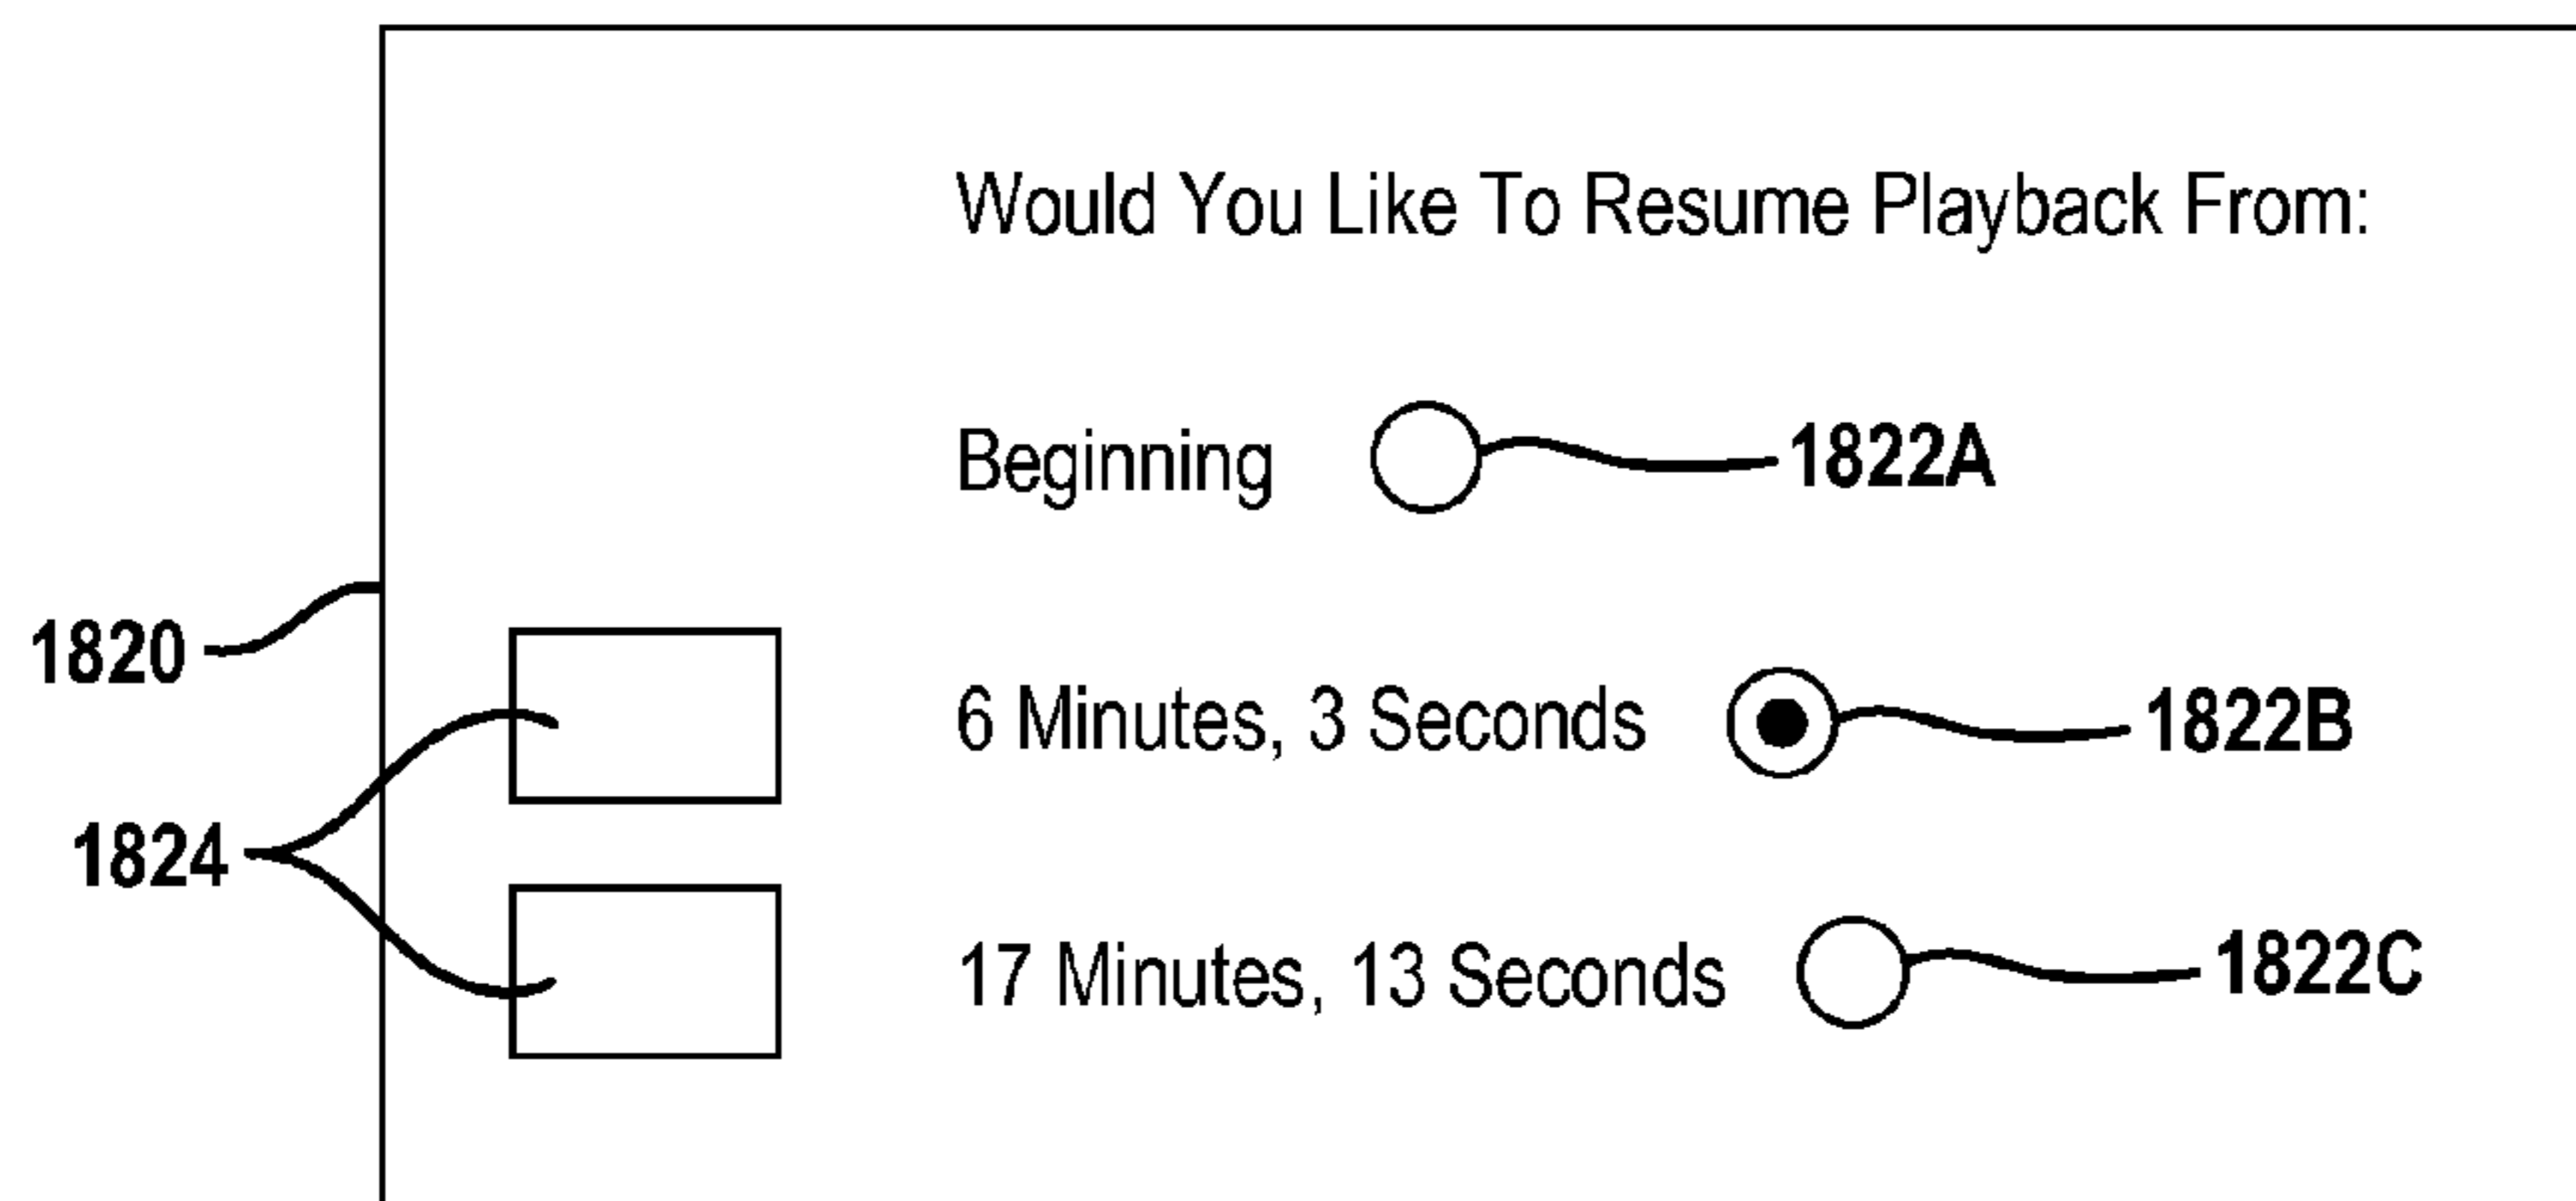 Would You Like To Resume Playback From:
Beginning 1822A
1820
6 Minutes, 3 Seconds 1822B
1824
17 Minutes, 13 Seconds 1822C